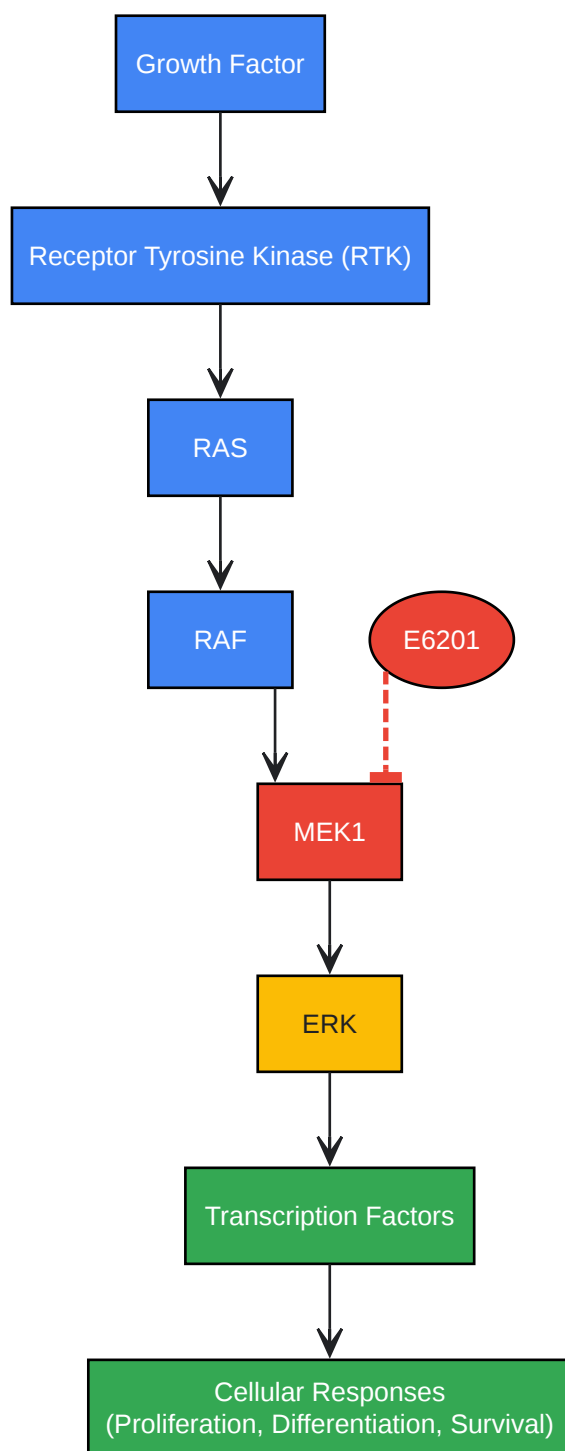 Growth Factor
Receptor Tyrosine Kinase (RTK)
RAS
RAF
E6201
MEK1
ERK
Transcription Factors
Cellular Responses
(Proliferation, Differentiation, Survival)